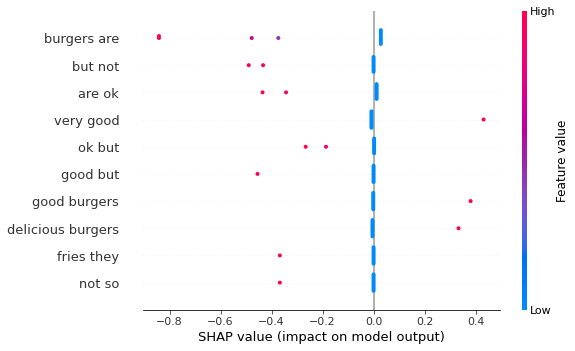 High
burgers are
but not
are ok
very good
ok but
good but
good burgers
delicious burgers
fries they
not so
Feature value
Low
−0.8 −0.6 −0.4 −0.2 0.0 0.2 0.4
SHAP value (impact on model output)